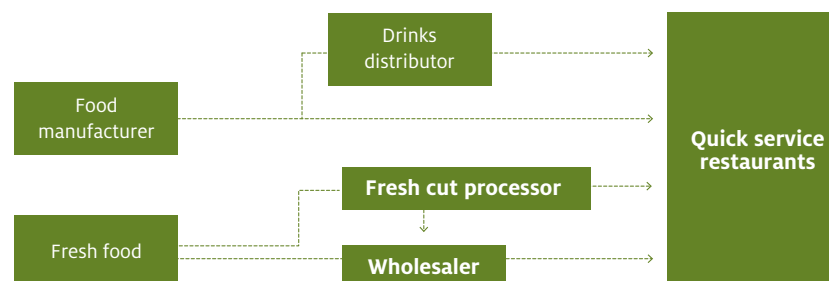 Drinks
distributor
Food
manufacturer
Quick service
restaurants
Fresh cut processor
Fresh food
Wholesaler